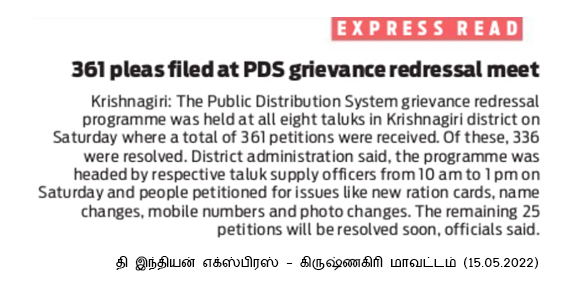 EXPRESS READ
361 pleas filed at PDS grievance redressal meet
Krishnagiri: The Public Distribution System grievance redressal
programme was held at all eight taluks in Krishnagiri district on
Saturday where a total of 361 petitions were received. Of these, 336
were resolved. District administration said, the programme was
headed by respective taluk supply officers from 10 am to 1 pm on
Saturday and people petitioned for issues like new ration cards, name
changes, mobile numbers and photo changes. The remaining 25
petitions will be resolved soon, officials said.
தி இந்தியன் எக்ஸ்பிரஸ் – கிருஷ்ணகிரி மாவட்டம் (15.05.2022)